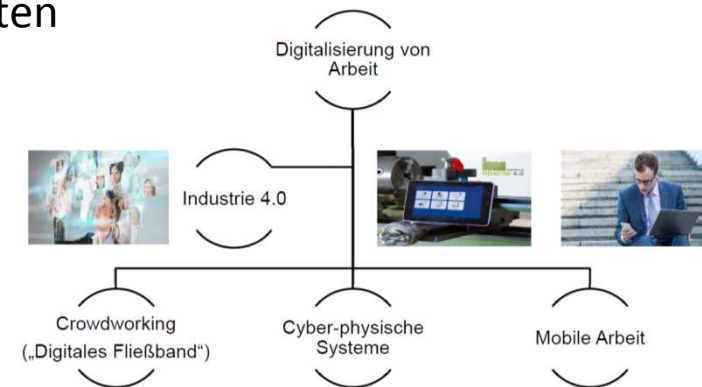 ten
Digitalisierung von
Arbeit
INDUSTRIE 4.0
Industrie 4.0
Crowdworking
(„Digitales Fließband“)
Cyber-physische
Systeme
Mobile Arbeit